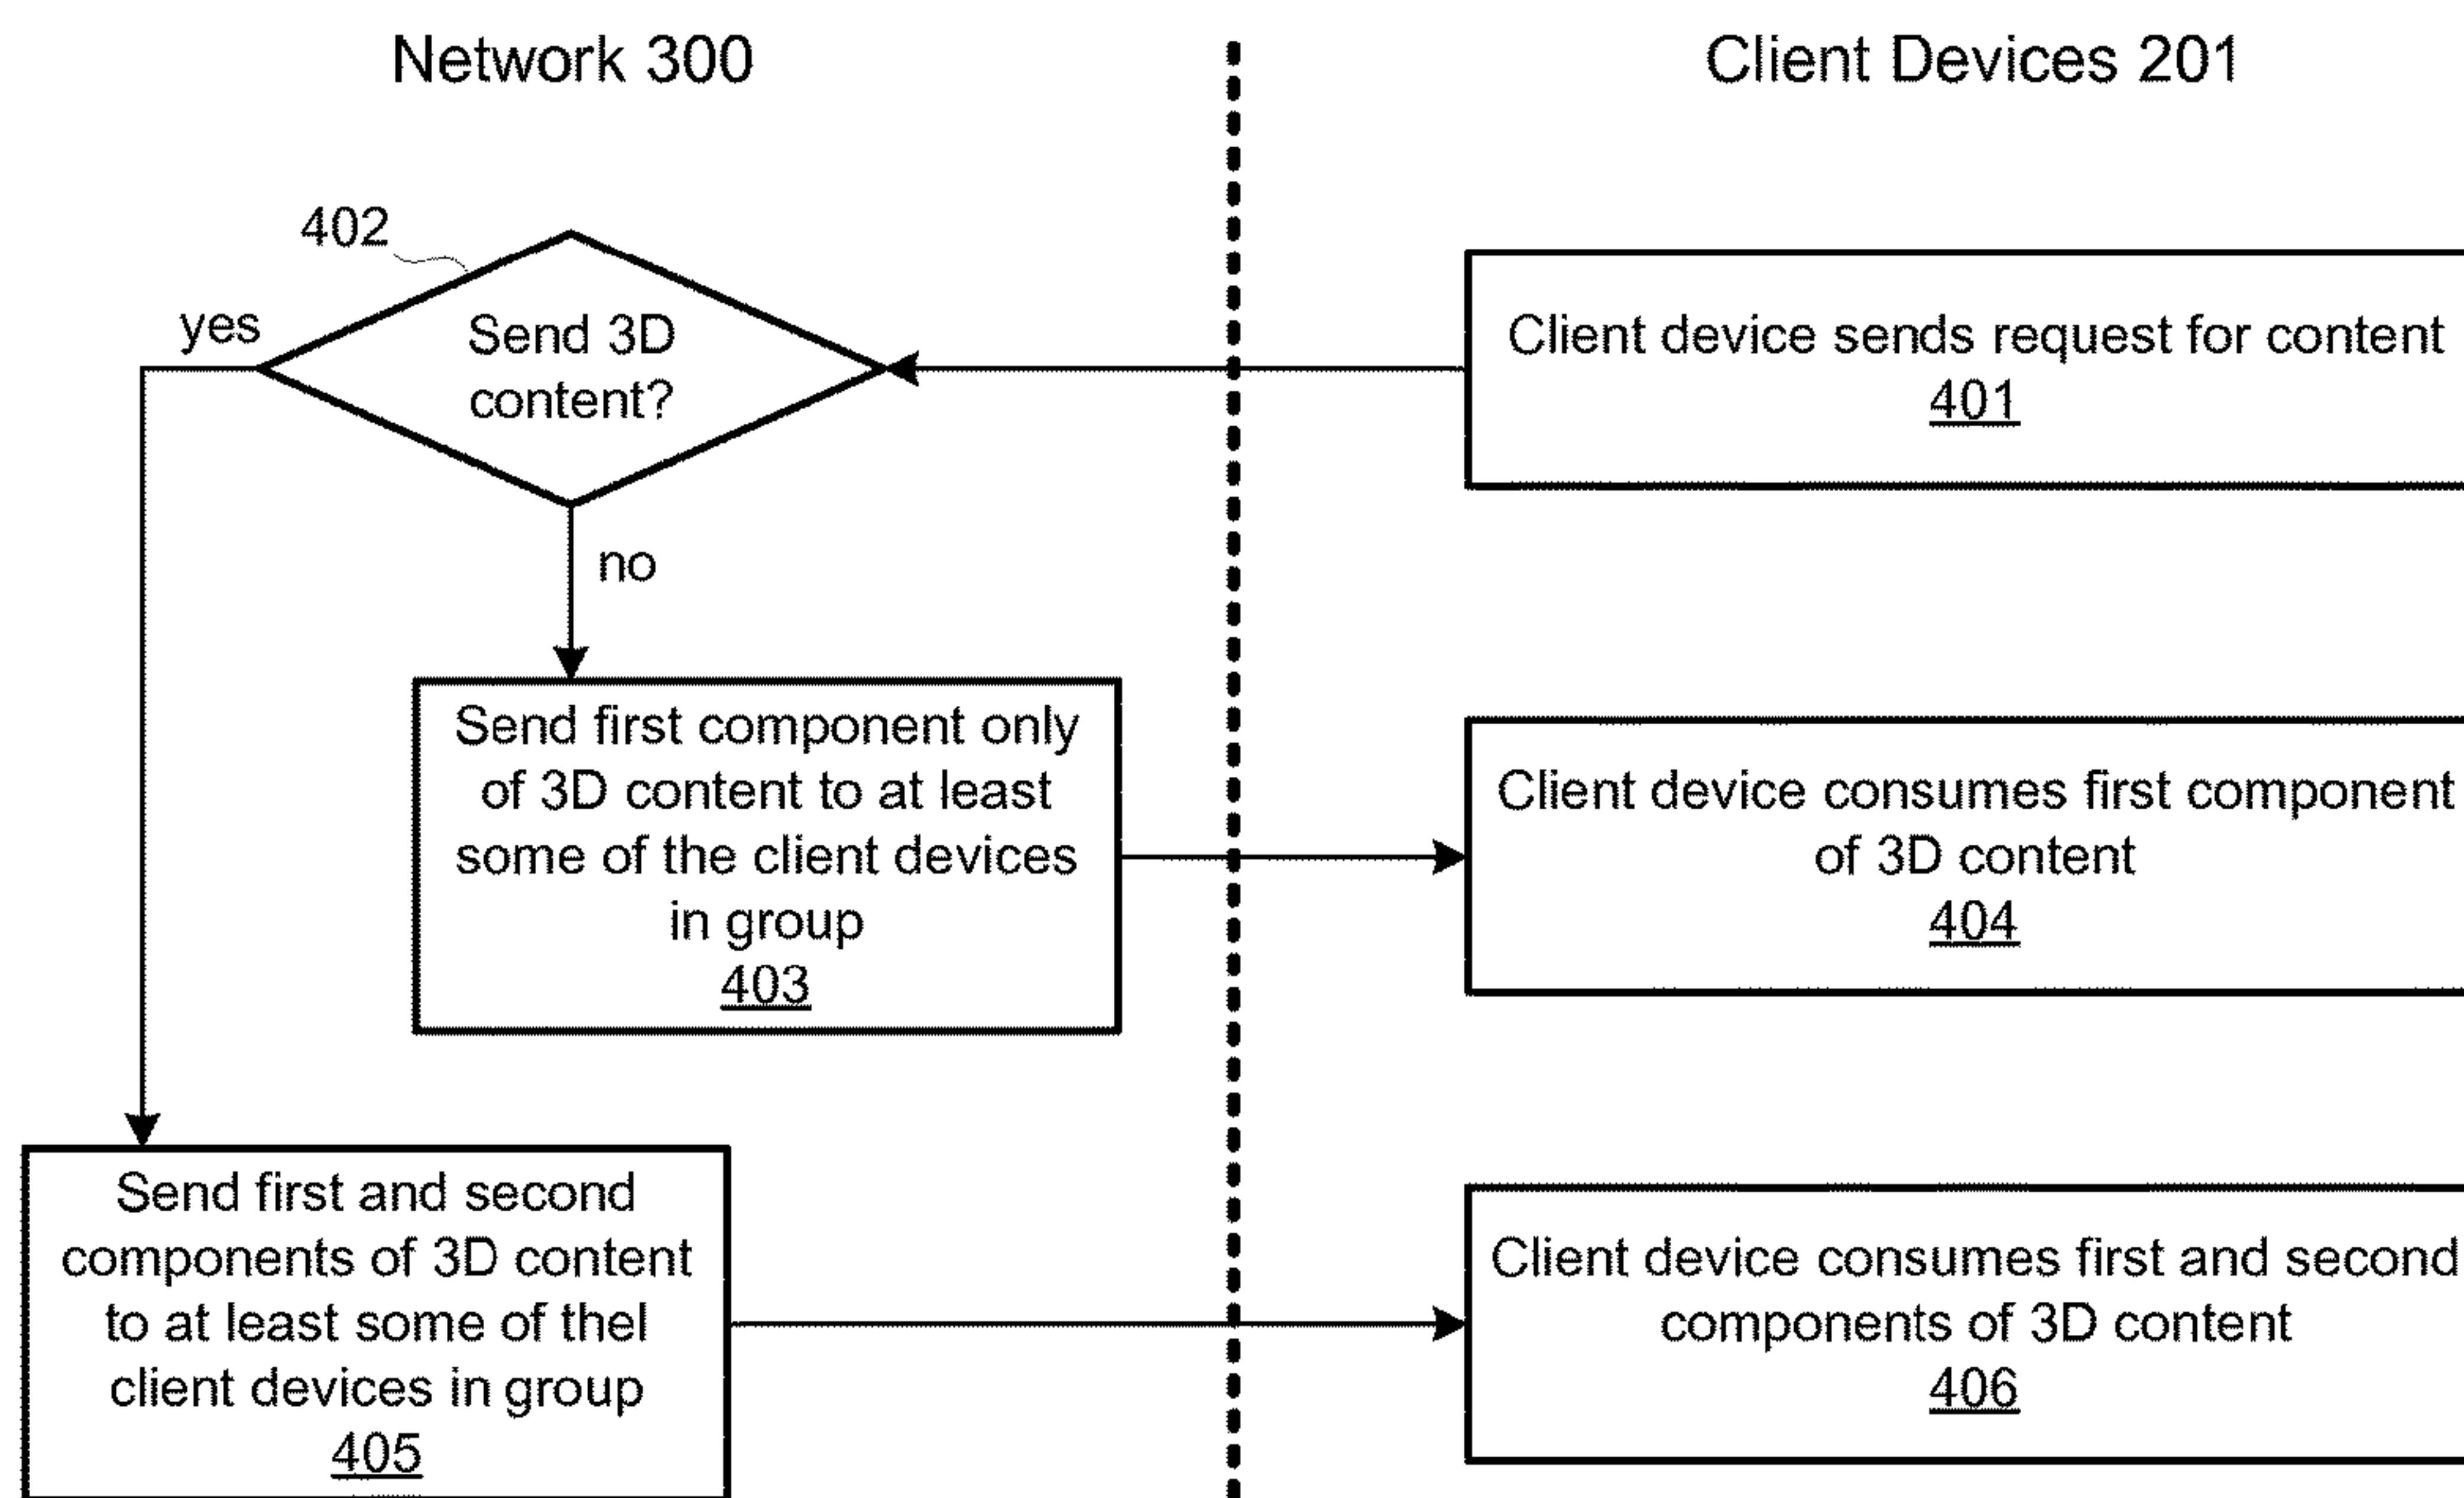 Network 300
Client Devices 201
402
yes
Send 3D
content?
no
Client device sends request for content
401
Send first component only
of 3D content to at least
some of the client devices
in group
403
Client device consumes first component
of 3D content
404
Send first and second
components of 3D content
to at least some of thel
client devices in group
405
Client device consumes first and second
components of 3D content
406